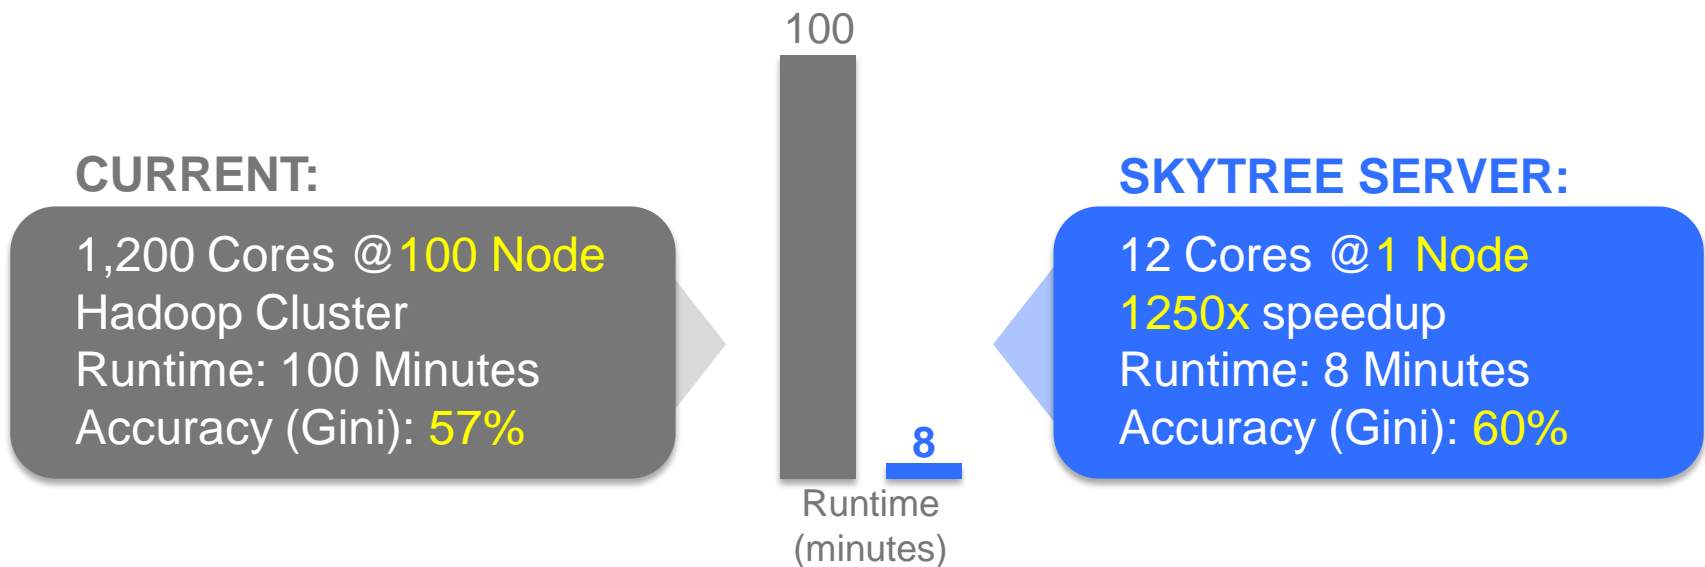 CURRENT:
1,200 Cores @100 Node
Hadoop Cluster
Runtime: 100 Minutes
Accuracy (Gini): 57%
100
8
Runtime
(minutes)
SKYTREE SERVER:
12 Cores @1 Node
1250x speedup
Runtime: 8 Minutes
Accuracy (Gini): 60%